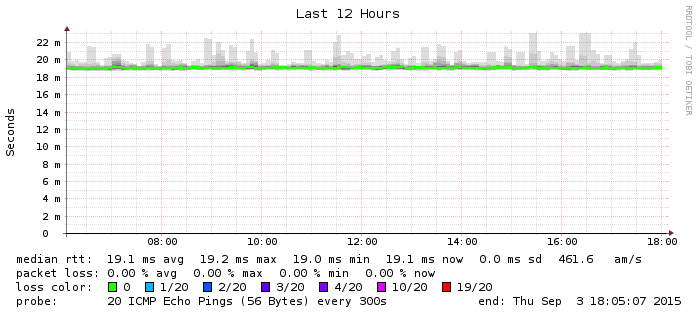 Last 12 Hours
RRDTOOL / TOBI OETIKER
Seconds
22 m
20 m
18 m
16 m
14 m
12 m
10 m
8 m
6 m
4 m
2 m
0
08:00 10:00 12:00 14:00 16:00 18:00
median rtt: 19.1 ms avg 19.2 ms max 19.0 ms min 19.1 ms now 0.0 ms sd 461.6 am/s
packet loss: 0.00 % avg 0.00 % max 0.00 % min 0.00 % now
loss color: 0 1/20 2/20 3/20 4/20 10/20 19/20
probe: 20 ICMP Echo Pings (56 Bytes) every 300s end: Thu Sep 3 18:05:07 2015